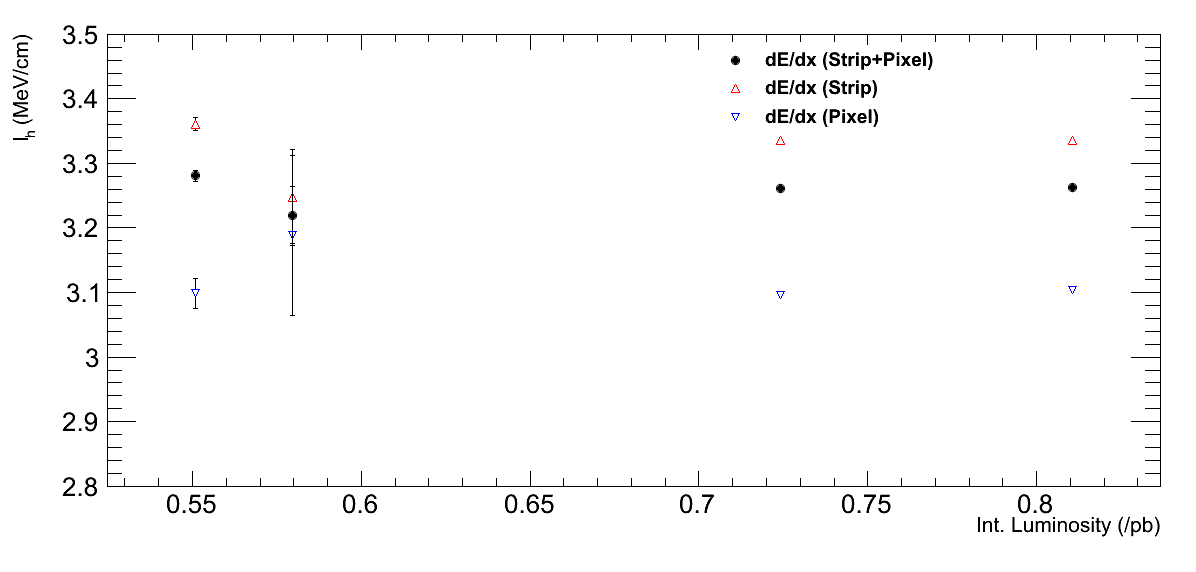 I_h (MeV/cm)
3.5
3.4
3.3
3.2
3.1
3
2.9
2.8
dE/dx (Strip+Pixel)
dE/dx (Strip)
dE/dx (Pixel)
0.55 0.6 0.65 0.7 0.75 0.8
Int. Luminosity (/pb)